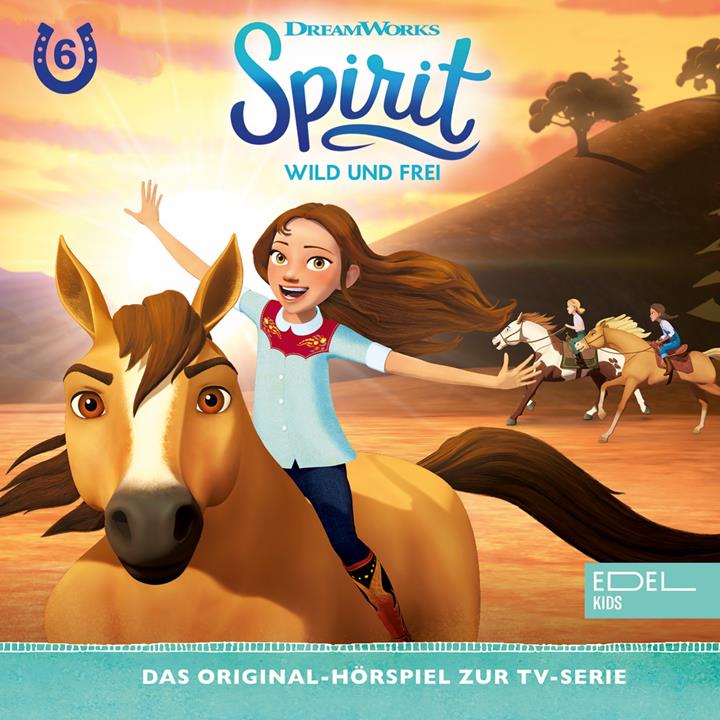 6
DREAMWORKS
Spirit
WILD UND FREI
EDEL
KIDS
DAS ORIGINAL-HÖRSPIEL ZUR TV-SERIE